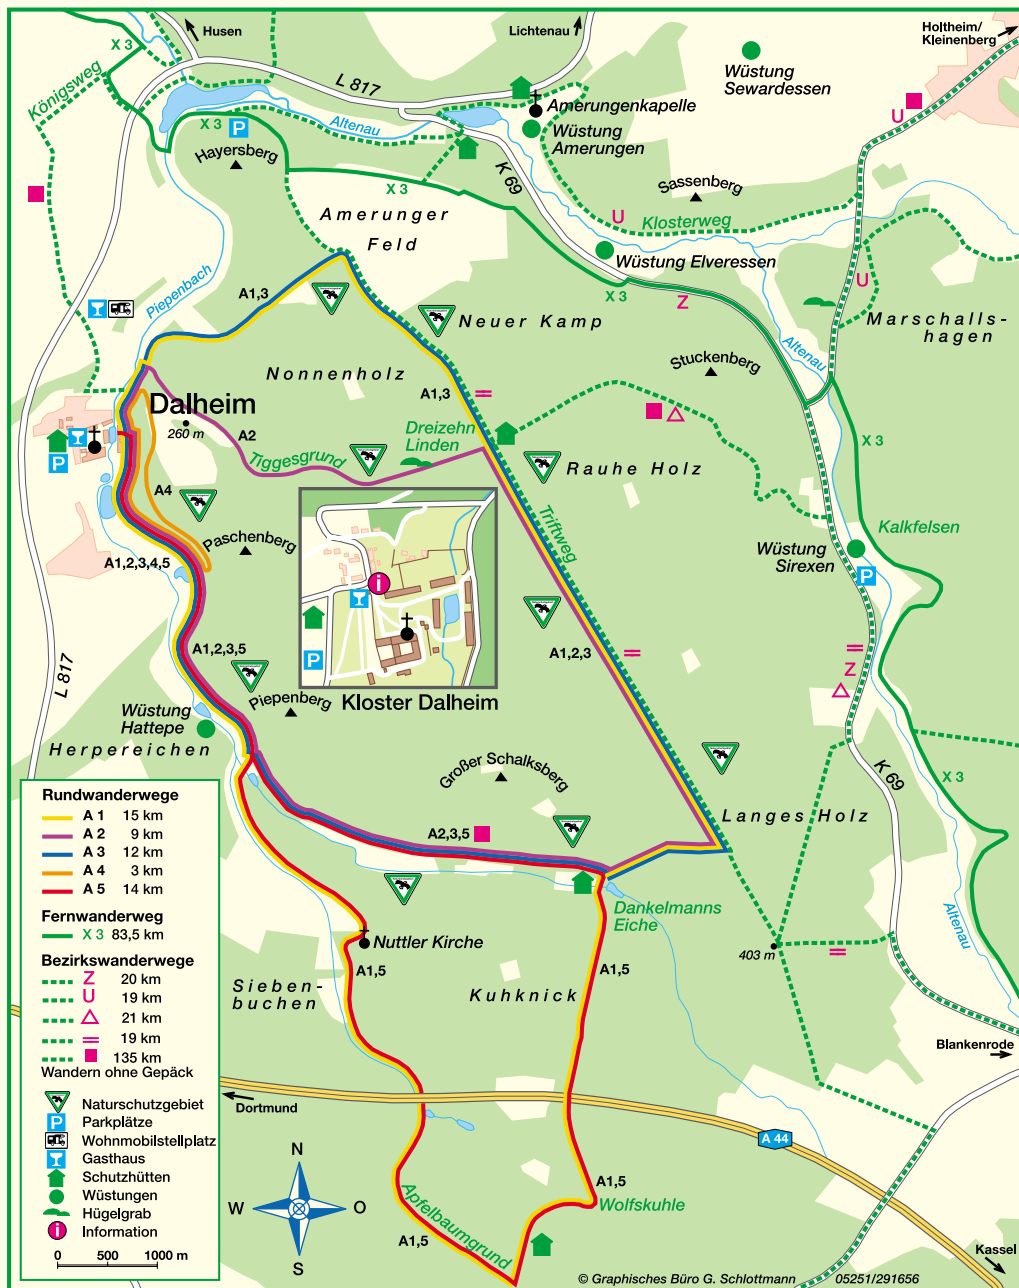 Husen
Lichtenau
Holtheim/
Kleinenberg
X 3
Königsweg
L 817
Altenau
X 3
P
Hayersberg
Amerungenkapelle
Wüstung
Amerungen
Wüstung
Sewardessen
U
K 69
X 3
Sassenberg
U
Klosterweg
Amerunger
Feld
Wüstung Elveressen
X 3
Z
U
Piepenbach
A1,3
Neuer Kamp
Marschalls-
hagen
Altenau
Stuckenberg
Nonnenholz
A1,3
Dalheim
260 m
A2
Tiggesgrund
Dreizehn
Linden
Rauhe Holz
X 3
P
A4
Triftweg
Kalkfelsen
Paschenberg
Wüstung
Sirexen
P
A1,2,3,4,5
i
P
Kloster Dalheim
A1,2,3,5
A1,2,3
Z
L 817
Piepenberg
Wüstung
Hattepe
Herpereichen
Großer Schalksberg
K 69
X 3
Langes Holz
A2,3,5
Dankelmanns
Eiche
Altenau
403 m
Nuttler Kirche
A1,5
A1,5
Sieben-
buchen
Kuhknick
Blankenrode
Dortmund
A 44
A1,5
Wolfskuhle
Apfelbaumgrund
A1,5
Kassel
N
W
O
S
Rundwanderwege
A 1 15 km
A 2 9 km
A 3 12 km
A 4 3 km
A 5 14 km
Fernwanderweg
X 3 83,5 km
Bezirkswanderwege
Z 20 km
U 19 km
21 km
19 km
135 km
Wandern ohne Gepäck
Naturschutzgebiet
P Parkplätze
Wohnmobilstellplatz
Gasthaus
Schutzhütten
Wüstungen
Hügelgrab
i Information
0 500 1000 m
© Graphisches Büro G. Schlottmann 05251/291656